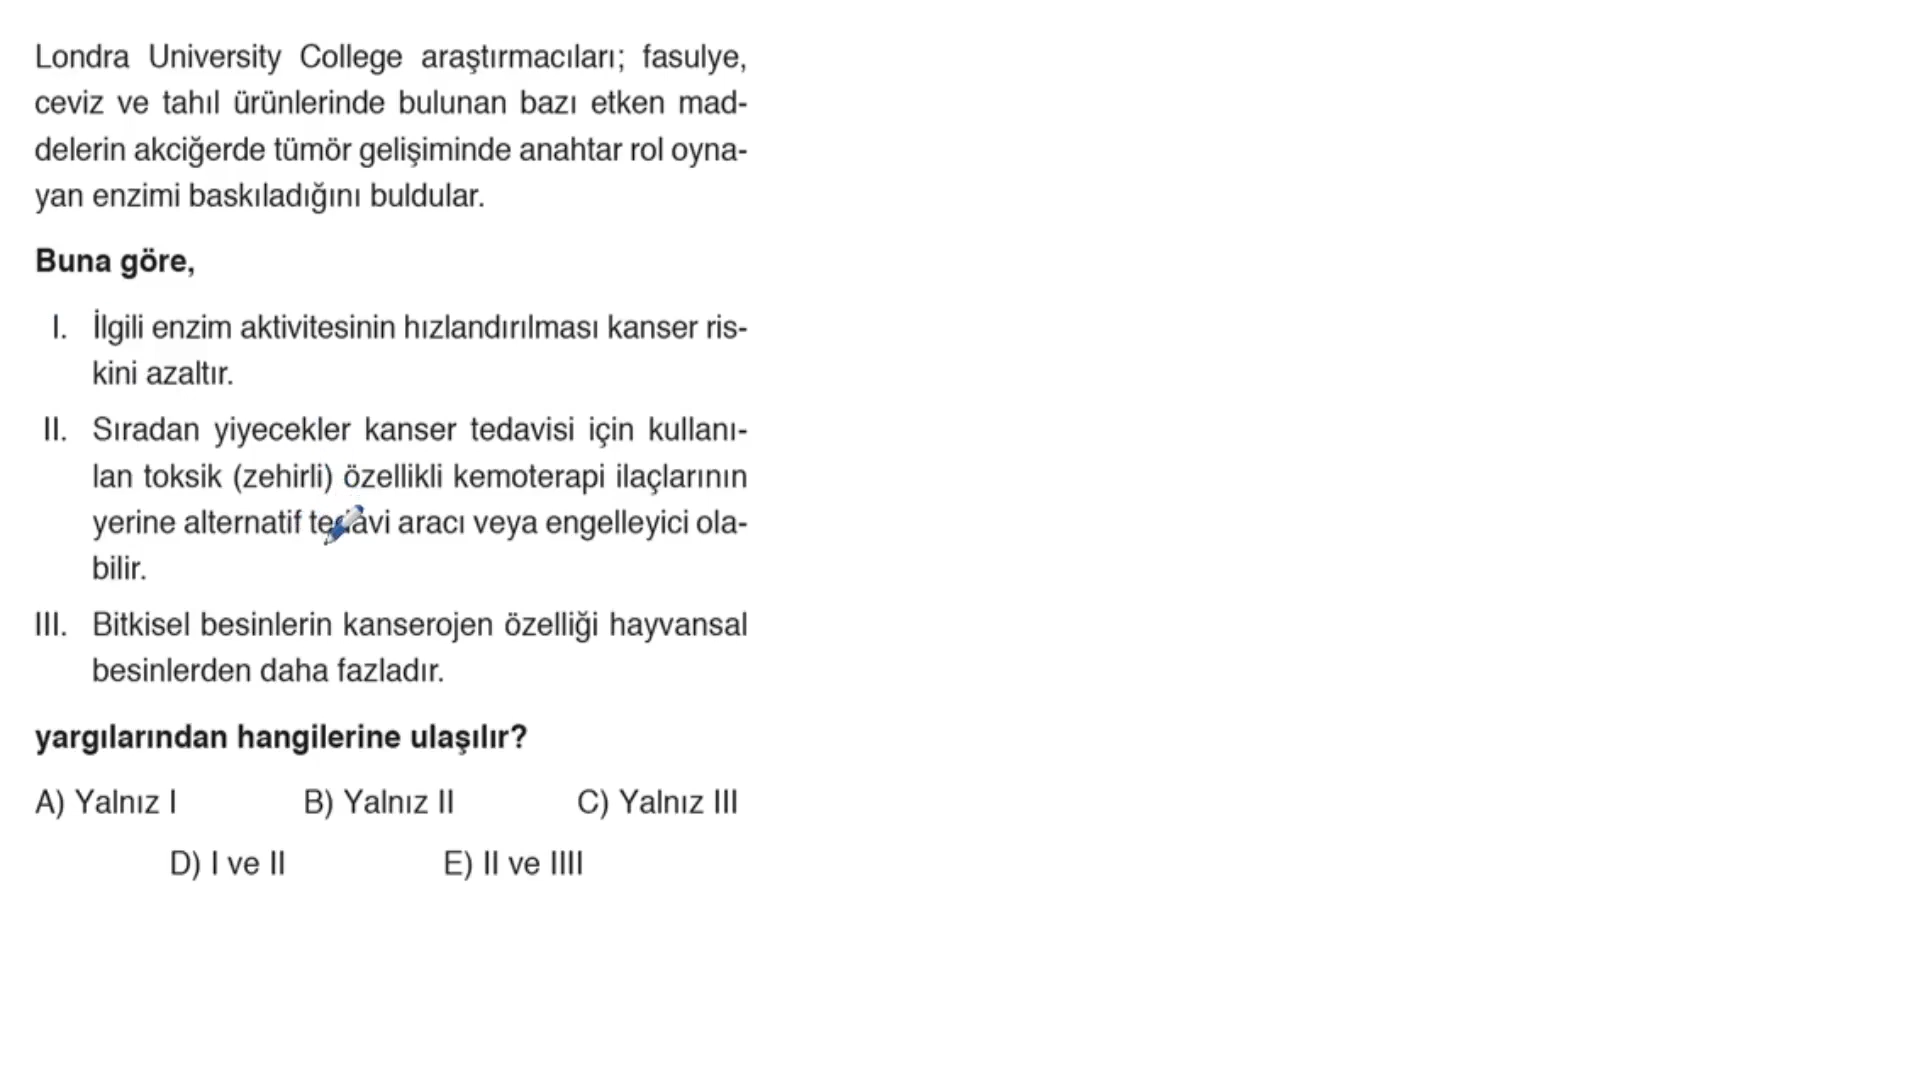 Londra University College araştırmacıları; fasulye,
ceviz ve tahıl ürünlerinde bulunan bazı etken mad-
delerin akciğerde tümör gelişiminde anahtar rol oyna-
yan enzimi baskıladığını buldular.
Buna göre,
I. İlgili enzim aktivitesinin hızlandırılması kanser ris-
kini azaltır.
II. Sıradan yiyecekler kanser tedavisi için kullanı-
lan toksik (zehirli) özellikli kemoterapi ilaçlarının
yerine alternatif tedavi aracı veya engelleyici ola-
bilir.
III. Bitkisel besinlerin kanserojen özelliği hayvansal
besinlerden daha fazladır.
yargılarından hangilerine ulaşılır?
A) Yalnız I B) Yalnız II C) Yalnız III
D) I ve II E) II ve IIII